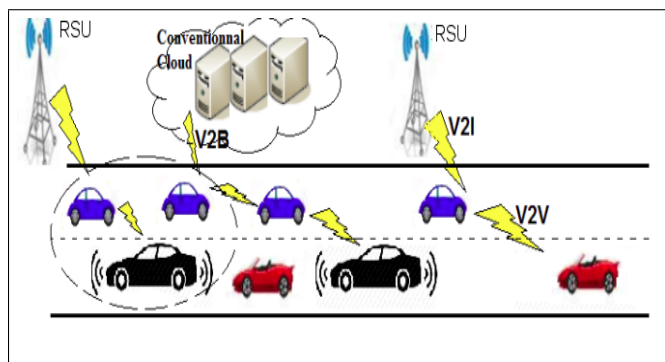 RSU
Conventionnal
Cloud
RSU
V2B
V2I
V2V